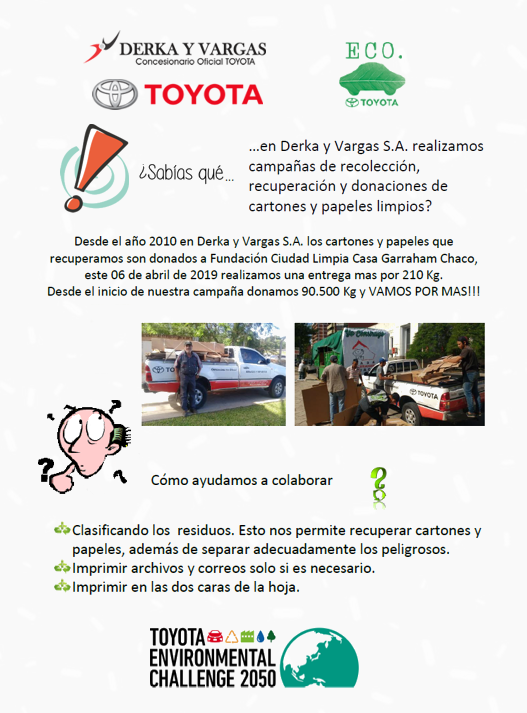 DERKA Y VARGAS
Concesionario Oficial TOYOTA
TOYOTA
ECO.
TOYOTA
¿Sabías qué...
...en Derka y Vargas S.A. realizamos
campañas de recolección,
recuperación y donaciones de
cartones y papeles limpios?
Desde el año 2010 en Derka y Vargas S.A. los cartones y papeles que
recuperamos son donados a Fundación Ciudad Limpia Casa Garraham Chaco,
este 06 de abril de 2019 realizamos una entrega mas por 210 Kg.
Desde el inicio de nuestra campaña donamos 90.500 Kg y VAMOS POR MAS!!!
TOYOTA
Cómo ayudamos a colaborar
Clasificando los residuos. Esto nos permite recuperar cartones y
papeles, además de separar adecuadamente los peligrosos.
Imprimir archivos y correos solo si es necesario.
Imprimir en las dos caras de la hoja.
TOYOTA
ENVIRONMENTAL
CHALLENGE 2050